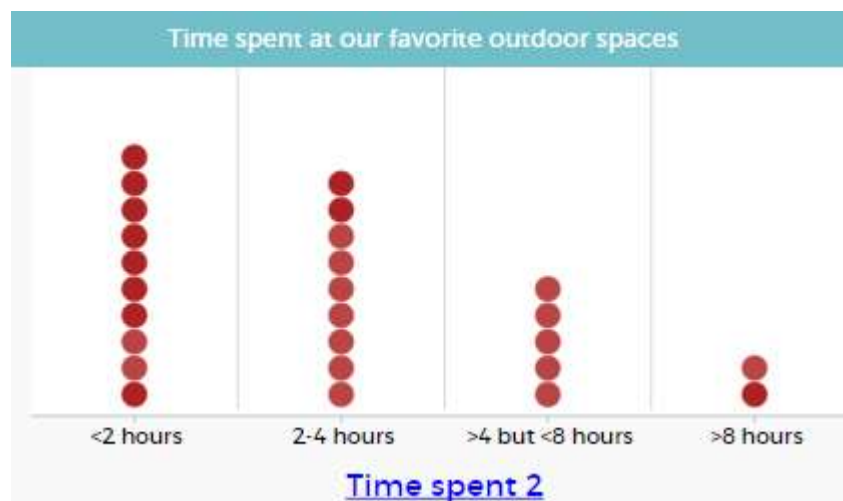 Time spent at our favorite outdoor spaces
<2 hours
2-4 hours
>4 but <8 hours
>8 hours
Time spent 2